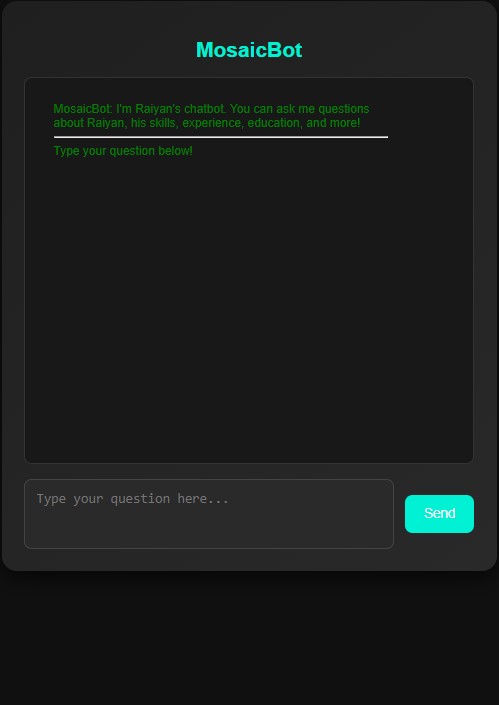 MosaicBot
MosaicBot: I'm Raiyan's chatbot. You can ask me questions
about Raiyan, his skills, experience, education, and more!
Type your question below!
Type your question here...
Send